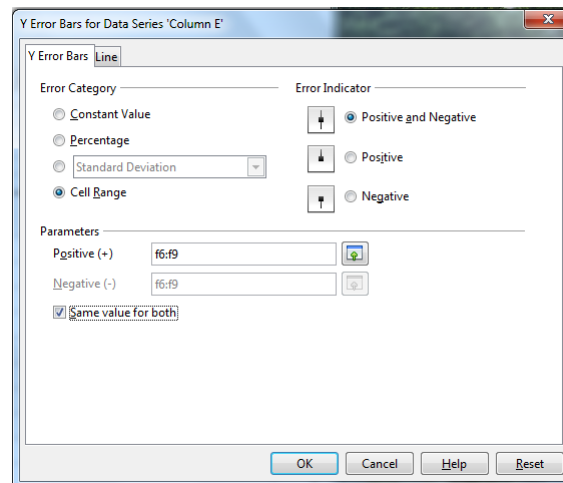 Y Error Bars for Data Series 'Column E'
Y Error Bars Line
Error Category
Constant Value
Percentage
Standard Deviation
Cell Range
Error Indicator
Positive and Negative
Positive
Negative
Parameters
Positive (+) f6:f9
Negative (-) f6:f9
Same value for both
OK Cancel Help Reset